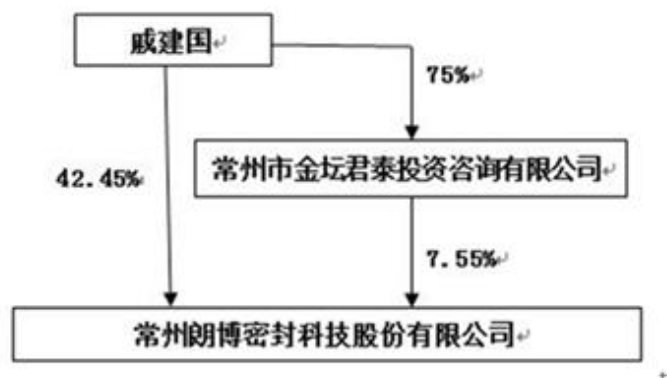 戚建国
75%
常州市金坛君泰投资咨询有限公司
42.45%
7.55%
常州朗博密封科技股份有限公司